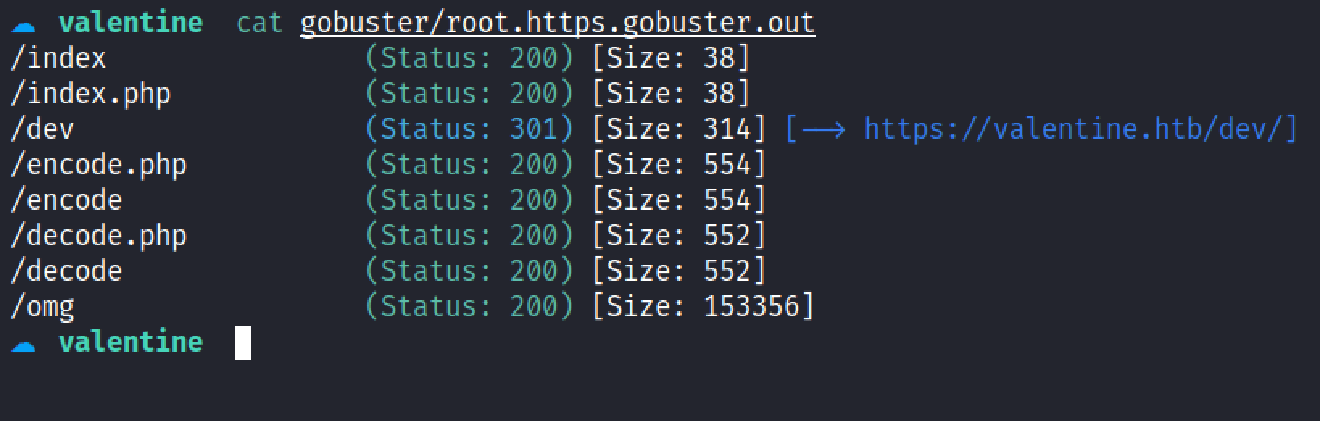 valentine cat gobuster/root.https.gobuster.out
/index (Status: 200) [Size: 38]
/index.php (Status: 200) [Size: 38]
/dev (Status: 301) [Size: 314] [⟶ https://valentine.htb/dev/]
/encode.php (Status: 200) [Size: 554]
/encode (Status: 200) [Size: 554]
/decode.php (Status: 200) [Size: 552]
/decode (Status: 200) [Size: 552]
/omg (Status: 200) [Size: 153356]
valentine